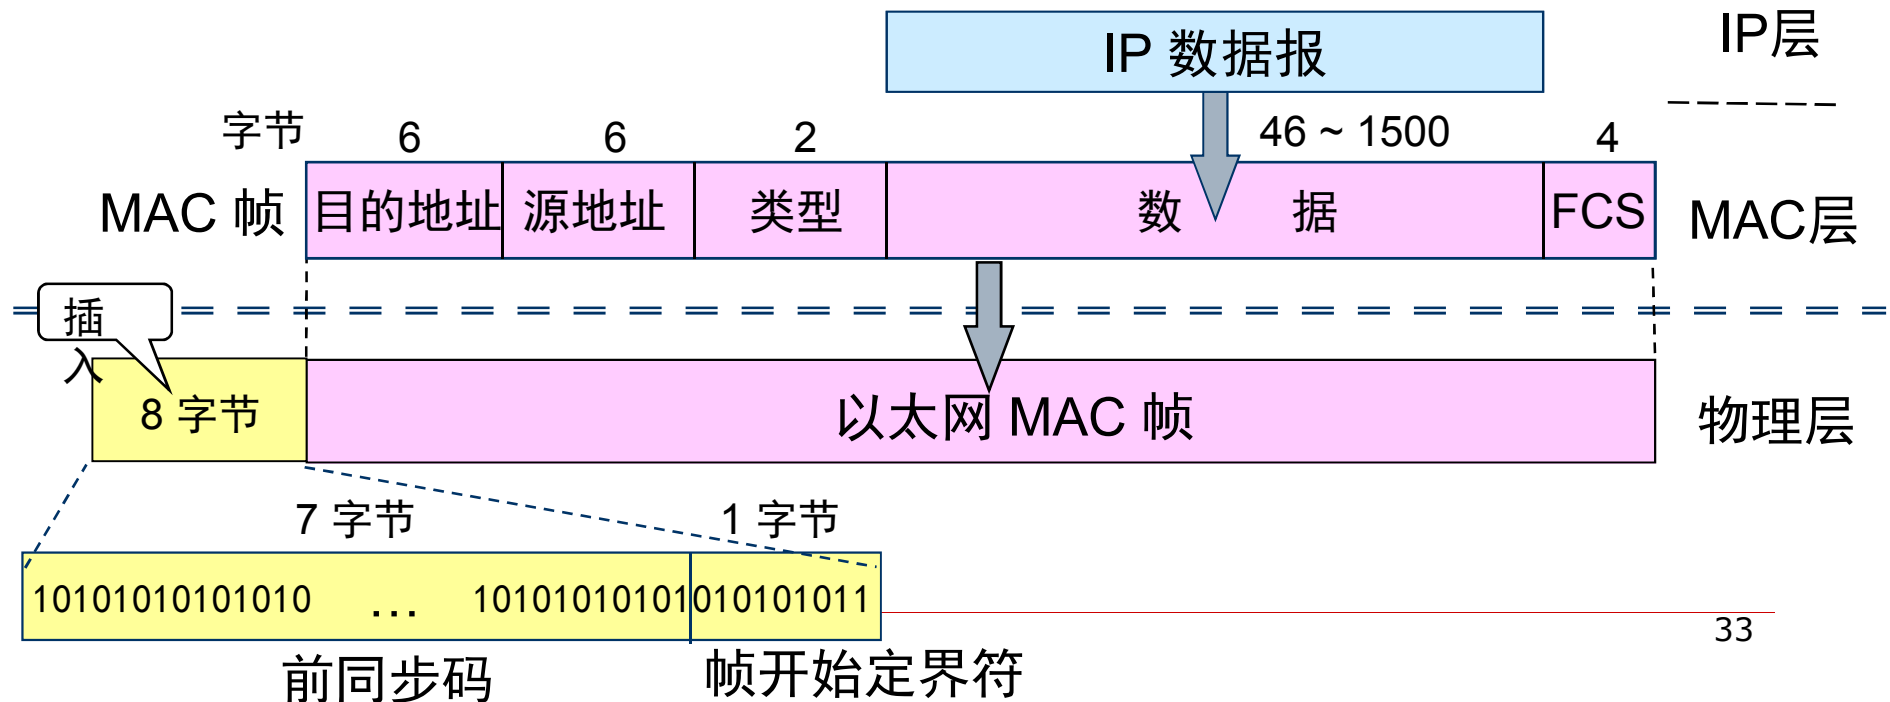 IP 数据报
IP层
字节 6 6 2 46 ~ 1500 4
MAC 帧 目的地址 源地址 类型 数 据 FCS MAC层
插
入
8 字节 以太网 MAC 帧 物理层
7 字节 1 字节
10101010101010 … 10101010101010101011
33
前同步码 帧开始定界符